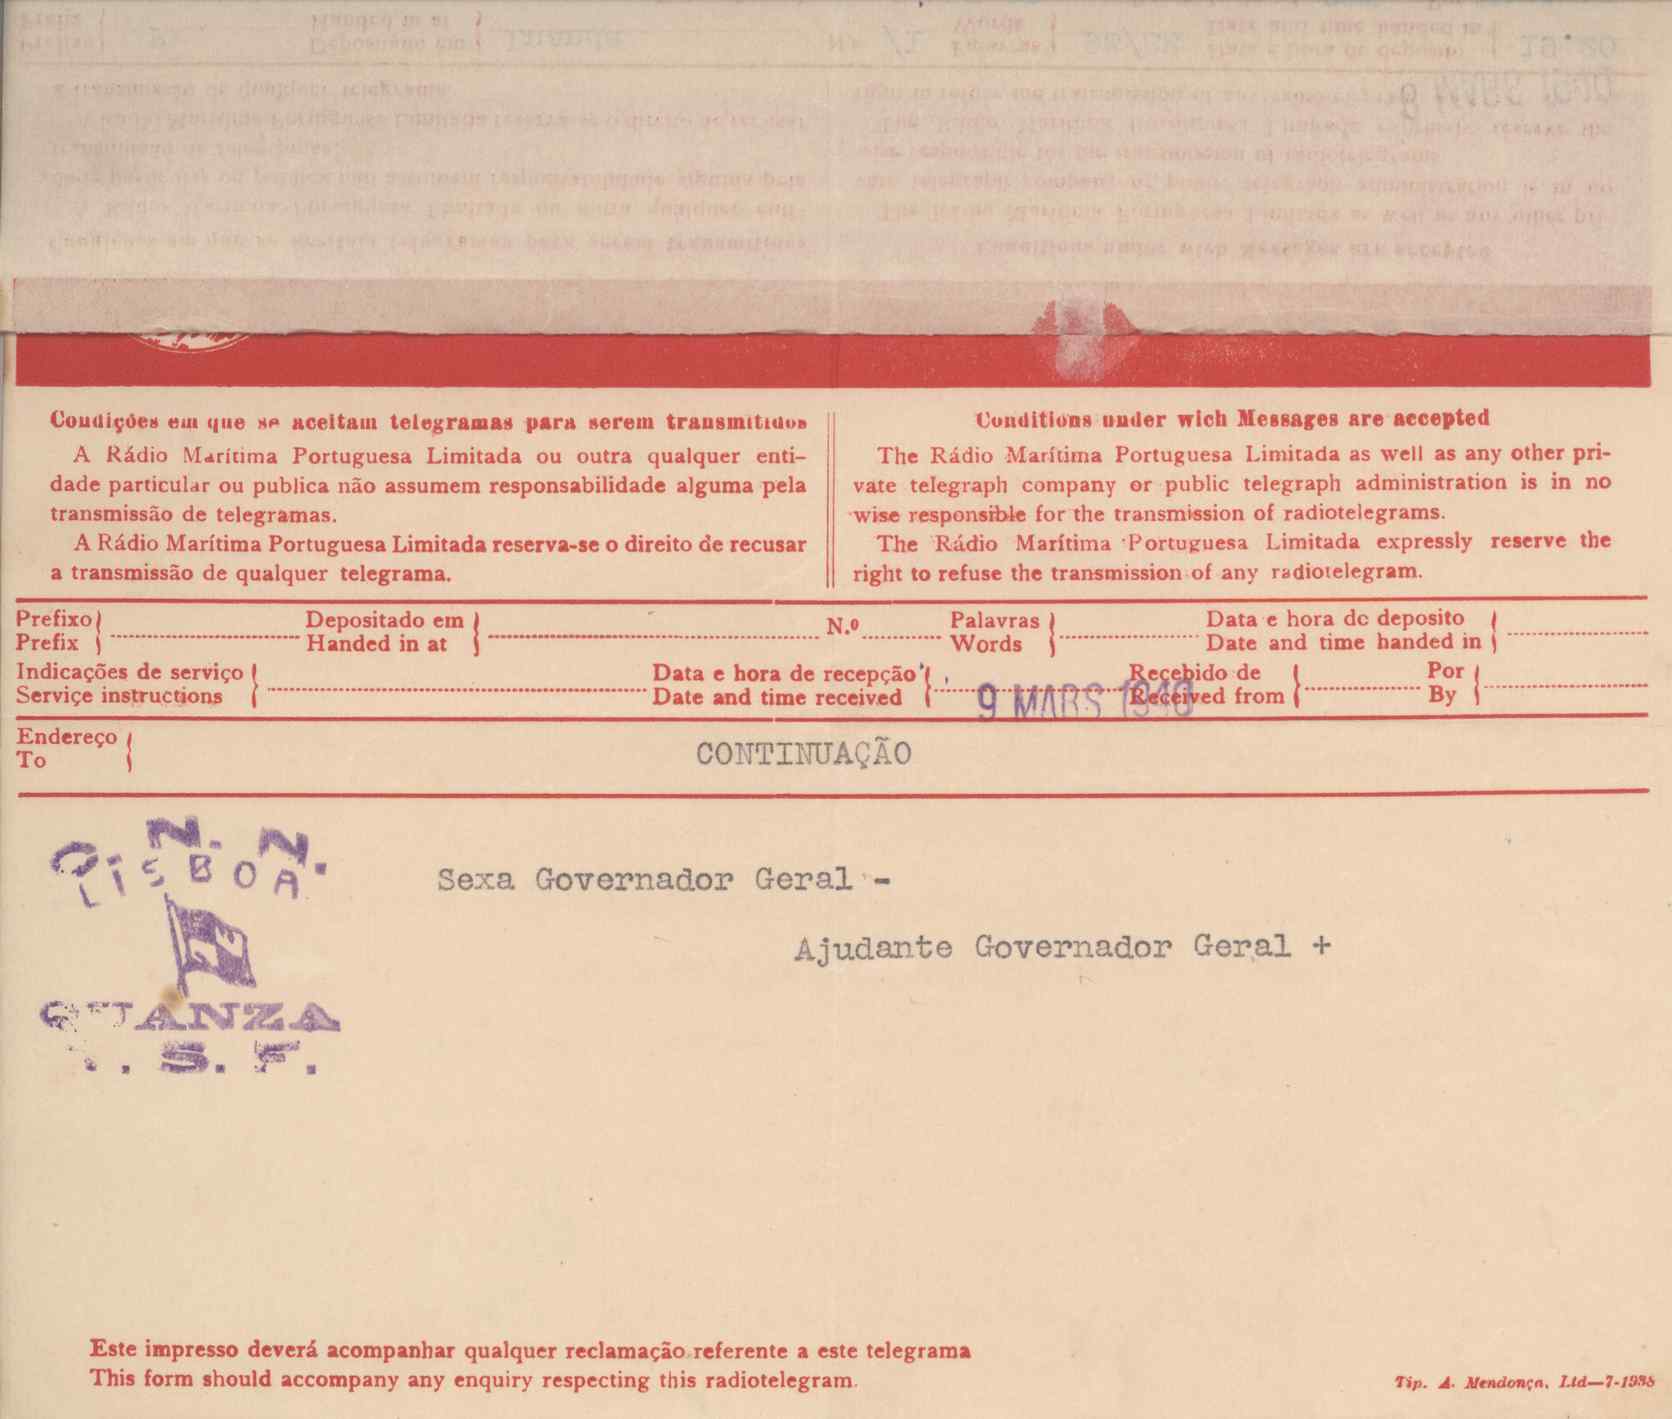 Condições em que se aceitam telegramas para serem transmitidos
A Rádio Marítima Portuguesa Limitada ou outra qualquer enti-
dade particular ou publica não assumem responsabilidade alguma pela
transmissão de telegramas.
A Rádio Marítima Portuguesa Limitada reserva-se o direito de recusar
a transmissão de qualquer telegrama.
Conditions under wich Messages are accepted
The Rádio Marítima Portuguesa Limitada as well as any other pri-
vate telegraph company or public telegraph administration is in no
wise responsible for the transmission of radiotelegrams.
The Rádio Marítima Portuguesa Limitada expressly reserve the
right to refuse the transmission of any radiotelegram.
Prefixo Depositado em N.º Palavras Data e hora de deposito
Prefix Handed in at Words Date and time handed in
Indicações de serviço Data e hora de recepção Recebido de Por
Service instructions Date and time received Received from By
9 MARS 1940
Endereço
To
CONTINUAÇÃO
C. N. N.
LISBOA
Sexa Governador Geral -
Ajudante Governador Geral +
QUANZA
S. F.
Este impresso deverá acompanhar qualquer reclamação referente a este telegrama
This form should accompany any enquiry respecting this radiotelegram.
Tip. A. Mendonça, Ltd—7-1938